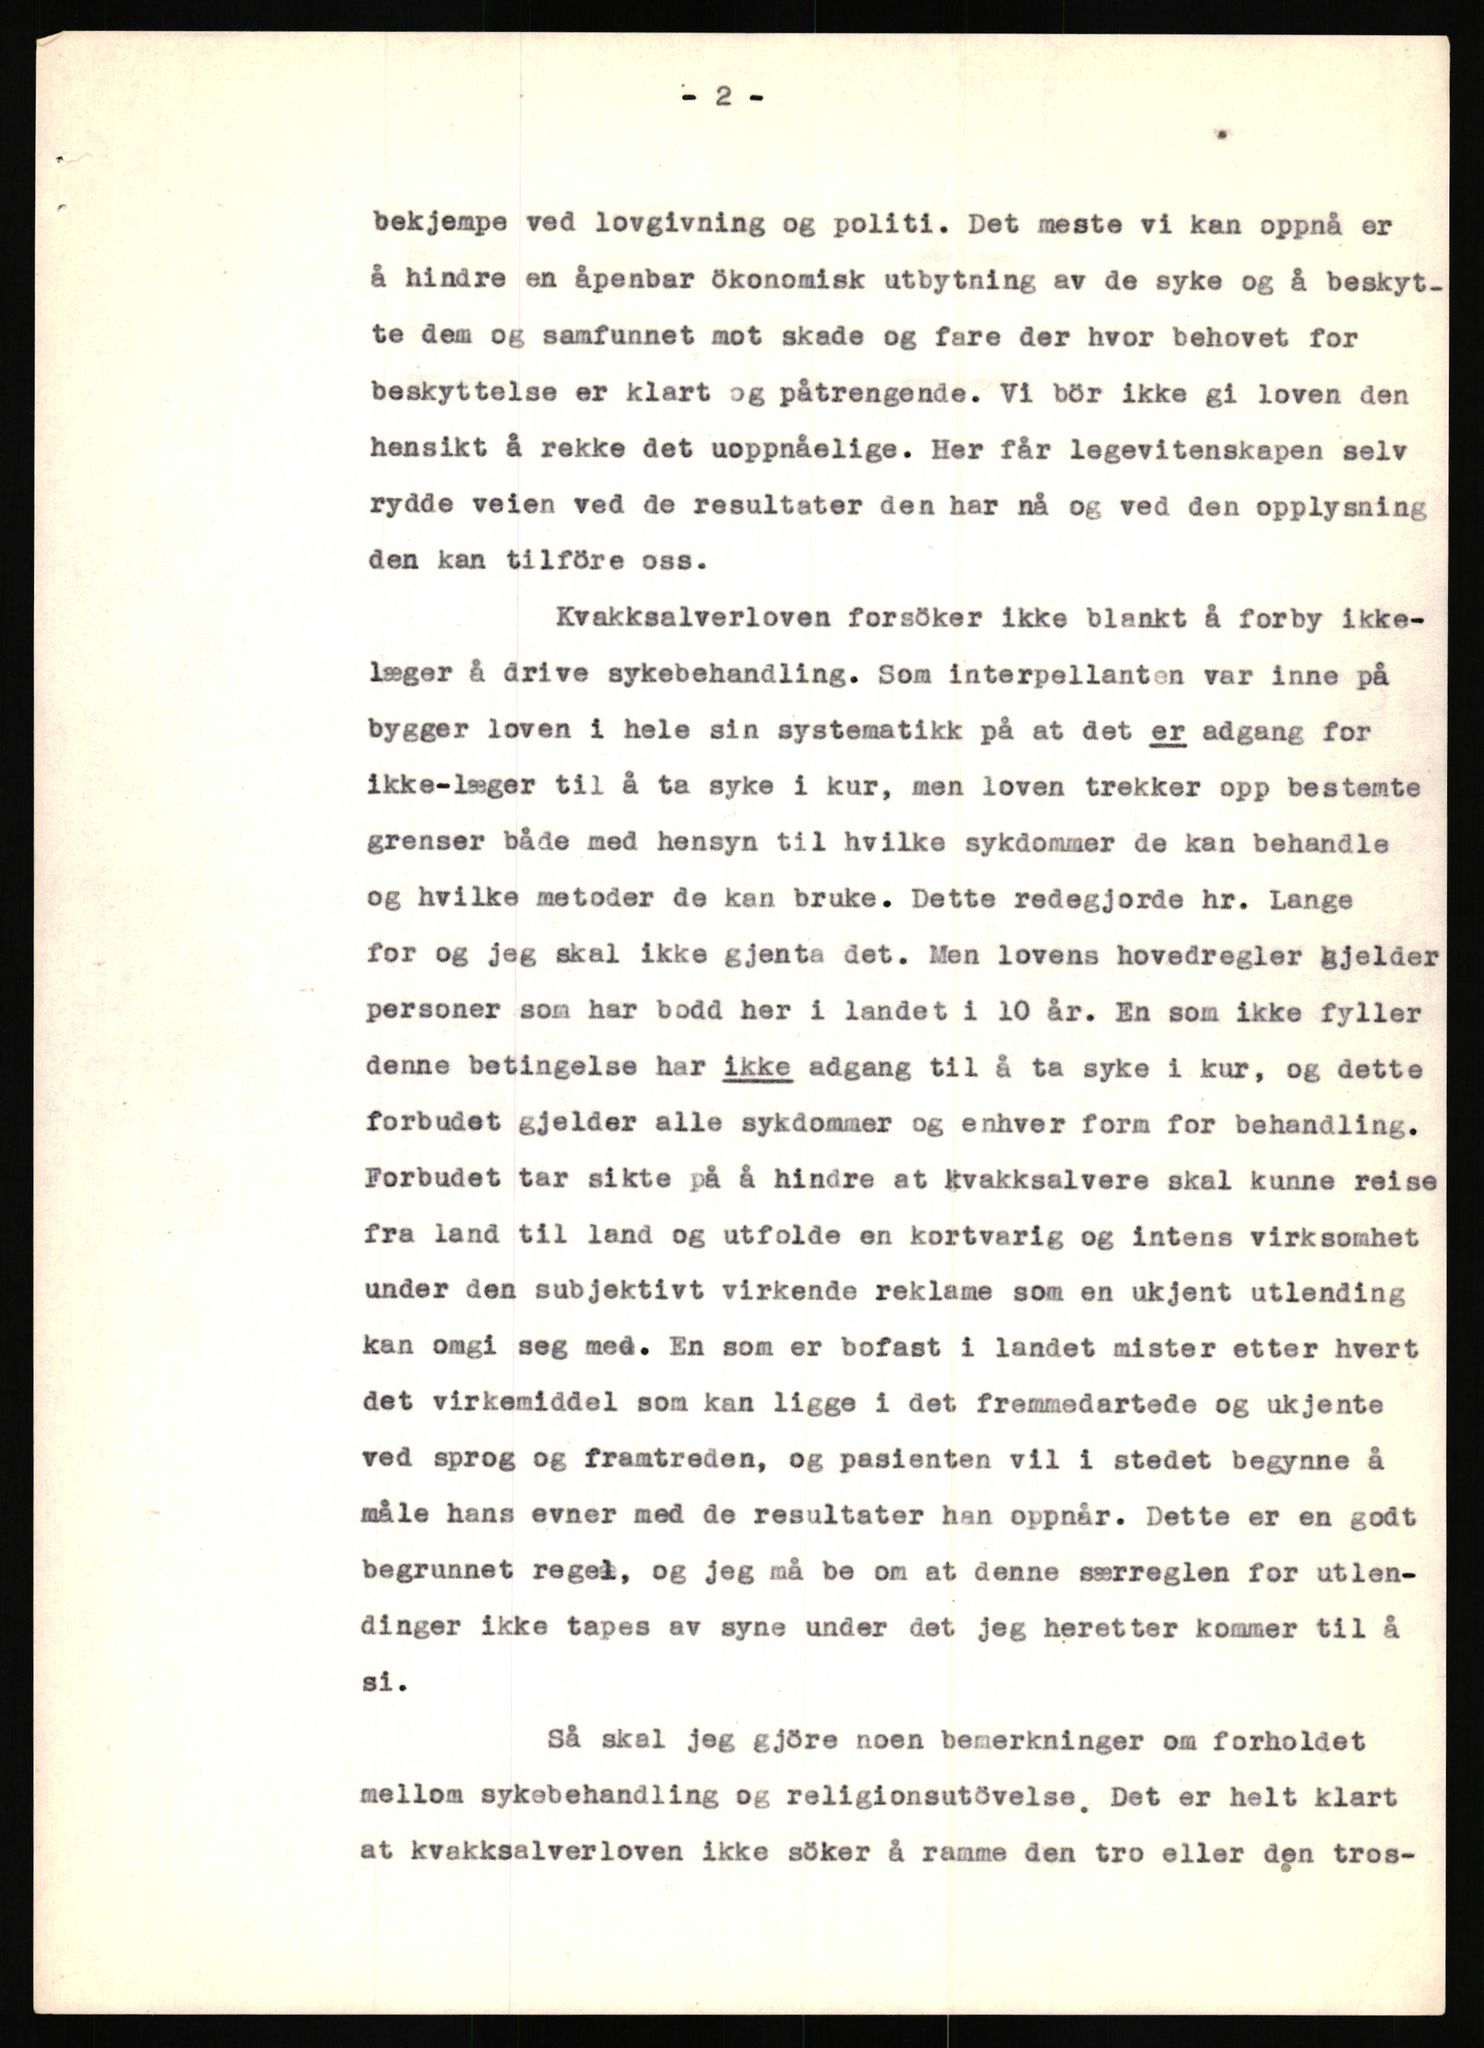 - 2 -
bekjempe ved lovgivning og politi. Det meste vi kan oppnå er
å hindre en åpenbar ökonomisk utbytning av de syke og å beskyt-
te dem og samfunnet mot skade og fare der hvor behovet for
beskyttelse er klart og påtrengende. Vi bör ikke gi loven den
hensikt å rekke det uoppnåelige. Her får legevitenskapen selv
rydde veien ved de resultater den har nå og ved den opplysning
den kan tilföre oss.
Kvakksalverloven forsöker ikke blankt å forby ikke-
læger å drive sykebehandling. Som interpellanten var inne på
bygger loven i hele sin systematikk på at det er adgang for
ikke-læger til å ta syke i kur, men loven trekker opp bestemte
grenser både med hensyn til hvilke sykdommer de kan behandle
og hvilke metoder de kan bruke. Dette redegjorde hr. Lange
for og jeg skal ikke gjenta det. Men lovens hovedregler gjelder
personer som har bodd her i landet i 10 år. En som ikke fyller
denne betingelse har ikke adgang til å ta syke i kur, og dette
forbudet gjelder alle sykdommer og enhver form for behandling.
Forbudet tar sikte på å hindre at kvakksalvere skal kunne reise
fra land til land og utfolde en kortvarig og intens virksomhet
under den subjektivt virkende reklame som en ukjent utlending
kan omgi seg med. En som er bofast i landet mister etter hvert
det virkemiddel som kan ligge i det fremmedartede og ukjente
ved sprog og framtreden, og pasienten vil i stedet begynne å
måle hans evner med de resultater han oppnår. Dette er en godt
begrunnet regel, og jeg må be om at denne særreglen for utlen-
dinger ikke tapes av syne under det jeg heretter kommer til å
si.
Så skal jeg gjöre noen bemerkninger om forholdet
mellom sykebehandling og religionsutövelse. Det er helt klart
at kvakksalverloven ikke söker å ramme den tro eller den tros-